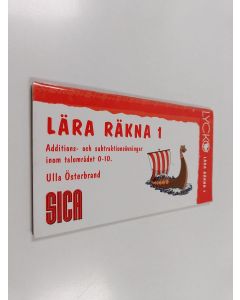 LÄRA RÄKNA 1
Additions- och subtraktionsövningar
inom talområdet 0-10.
Ulla Österbrand
SICA
LYCKO
LÄRA RÄKNA 1